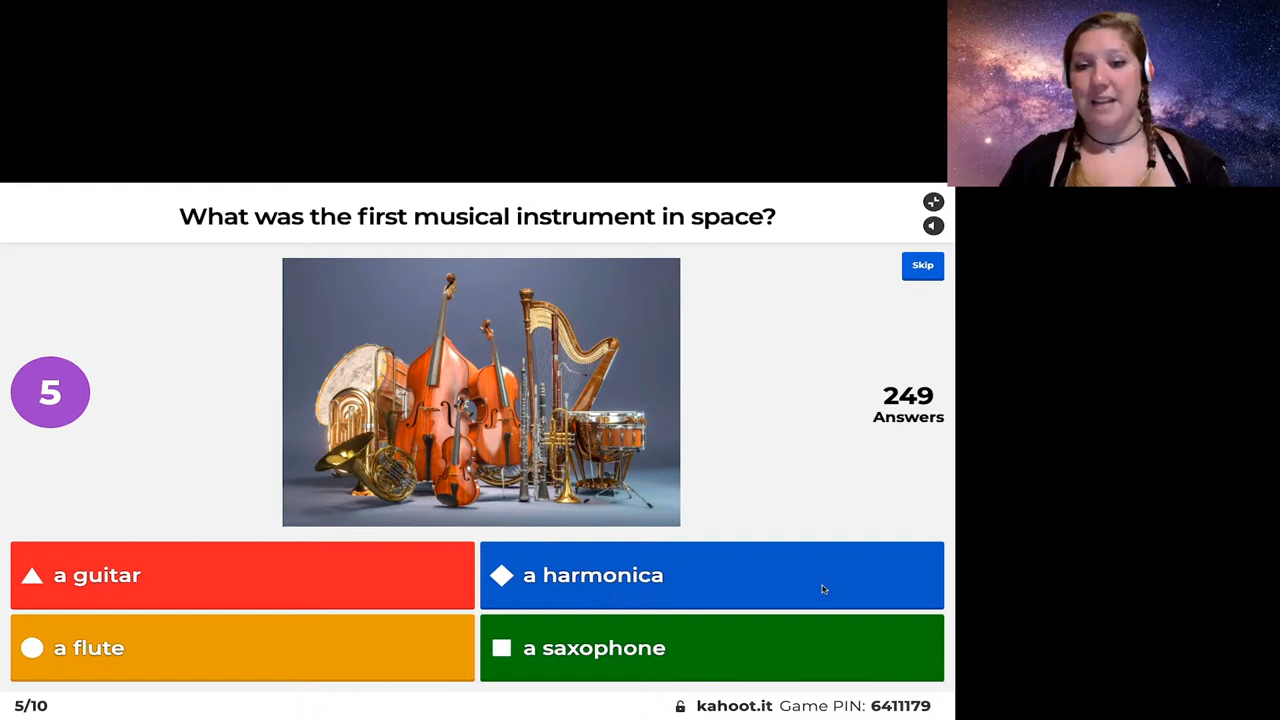 What was the first musical instrument in space?
Skip
5
249
Answers
a guitar
a harmonica
a flute
a saxophone
5/10
kahoot.it Game PIN: 6411179